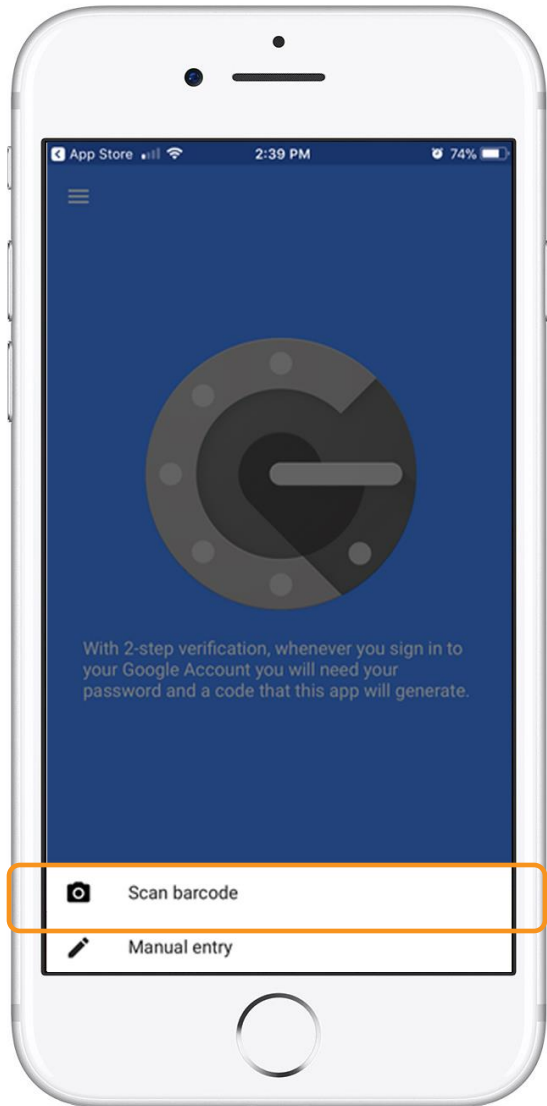 App Store 2:39 PM 74%
With 2-step verification, whenever you sign in to
your Google Account you will need your
password and a code that this app will generate.
Scan barcode
Manual entry